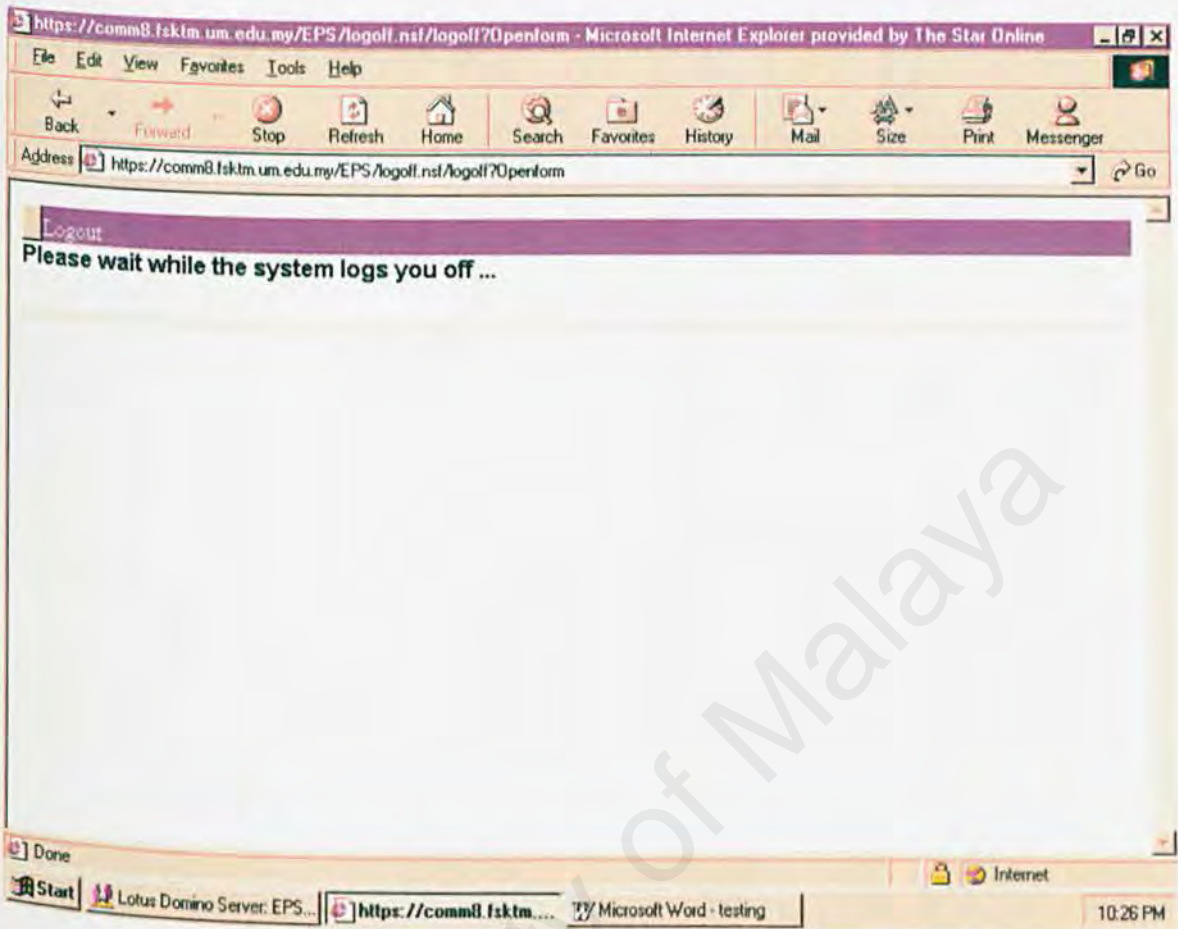 https://comm8.fsktm.um.edu.my/EPS/logoff.nsf/logoff?Openform - Microsoft Internet Explorer provided by The Star Online
File Edit View Favorites Tools Help
Back Forward Stop Refresh Home Search Favorites History Mail Size Print Messenger
Address https://comm8.fsktm.um.edu.my/EPS/logoff.nsf/logoff?Openform Go
Logout
Please wait while the system logs you off ...
of Malaya
Done
Internet
Start Lotus Domino Server: EPS... https://comm8.fsktm.... Microsoft Word - testing 10:26 PM